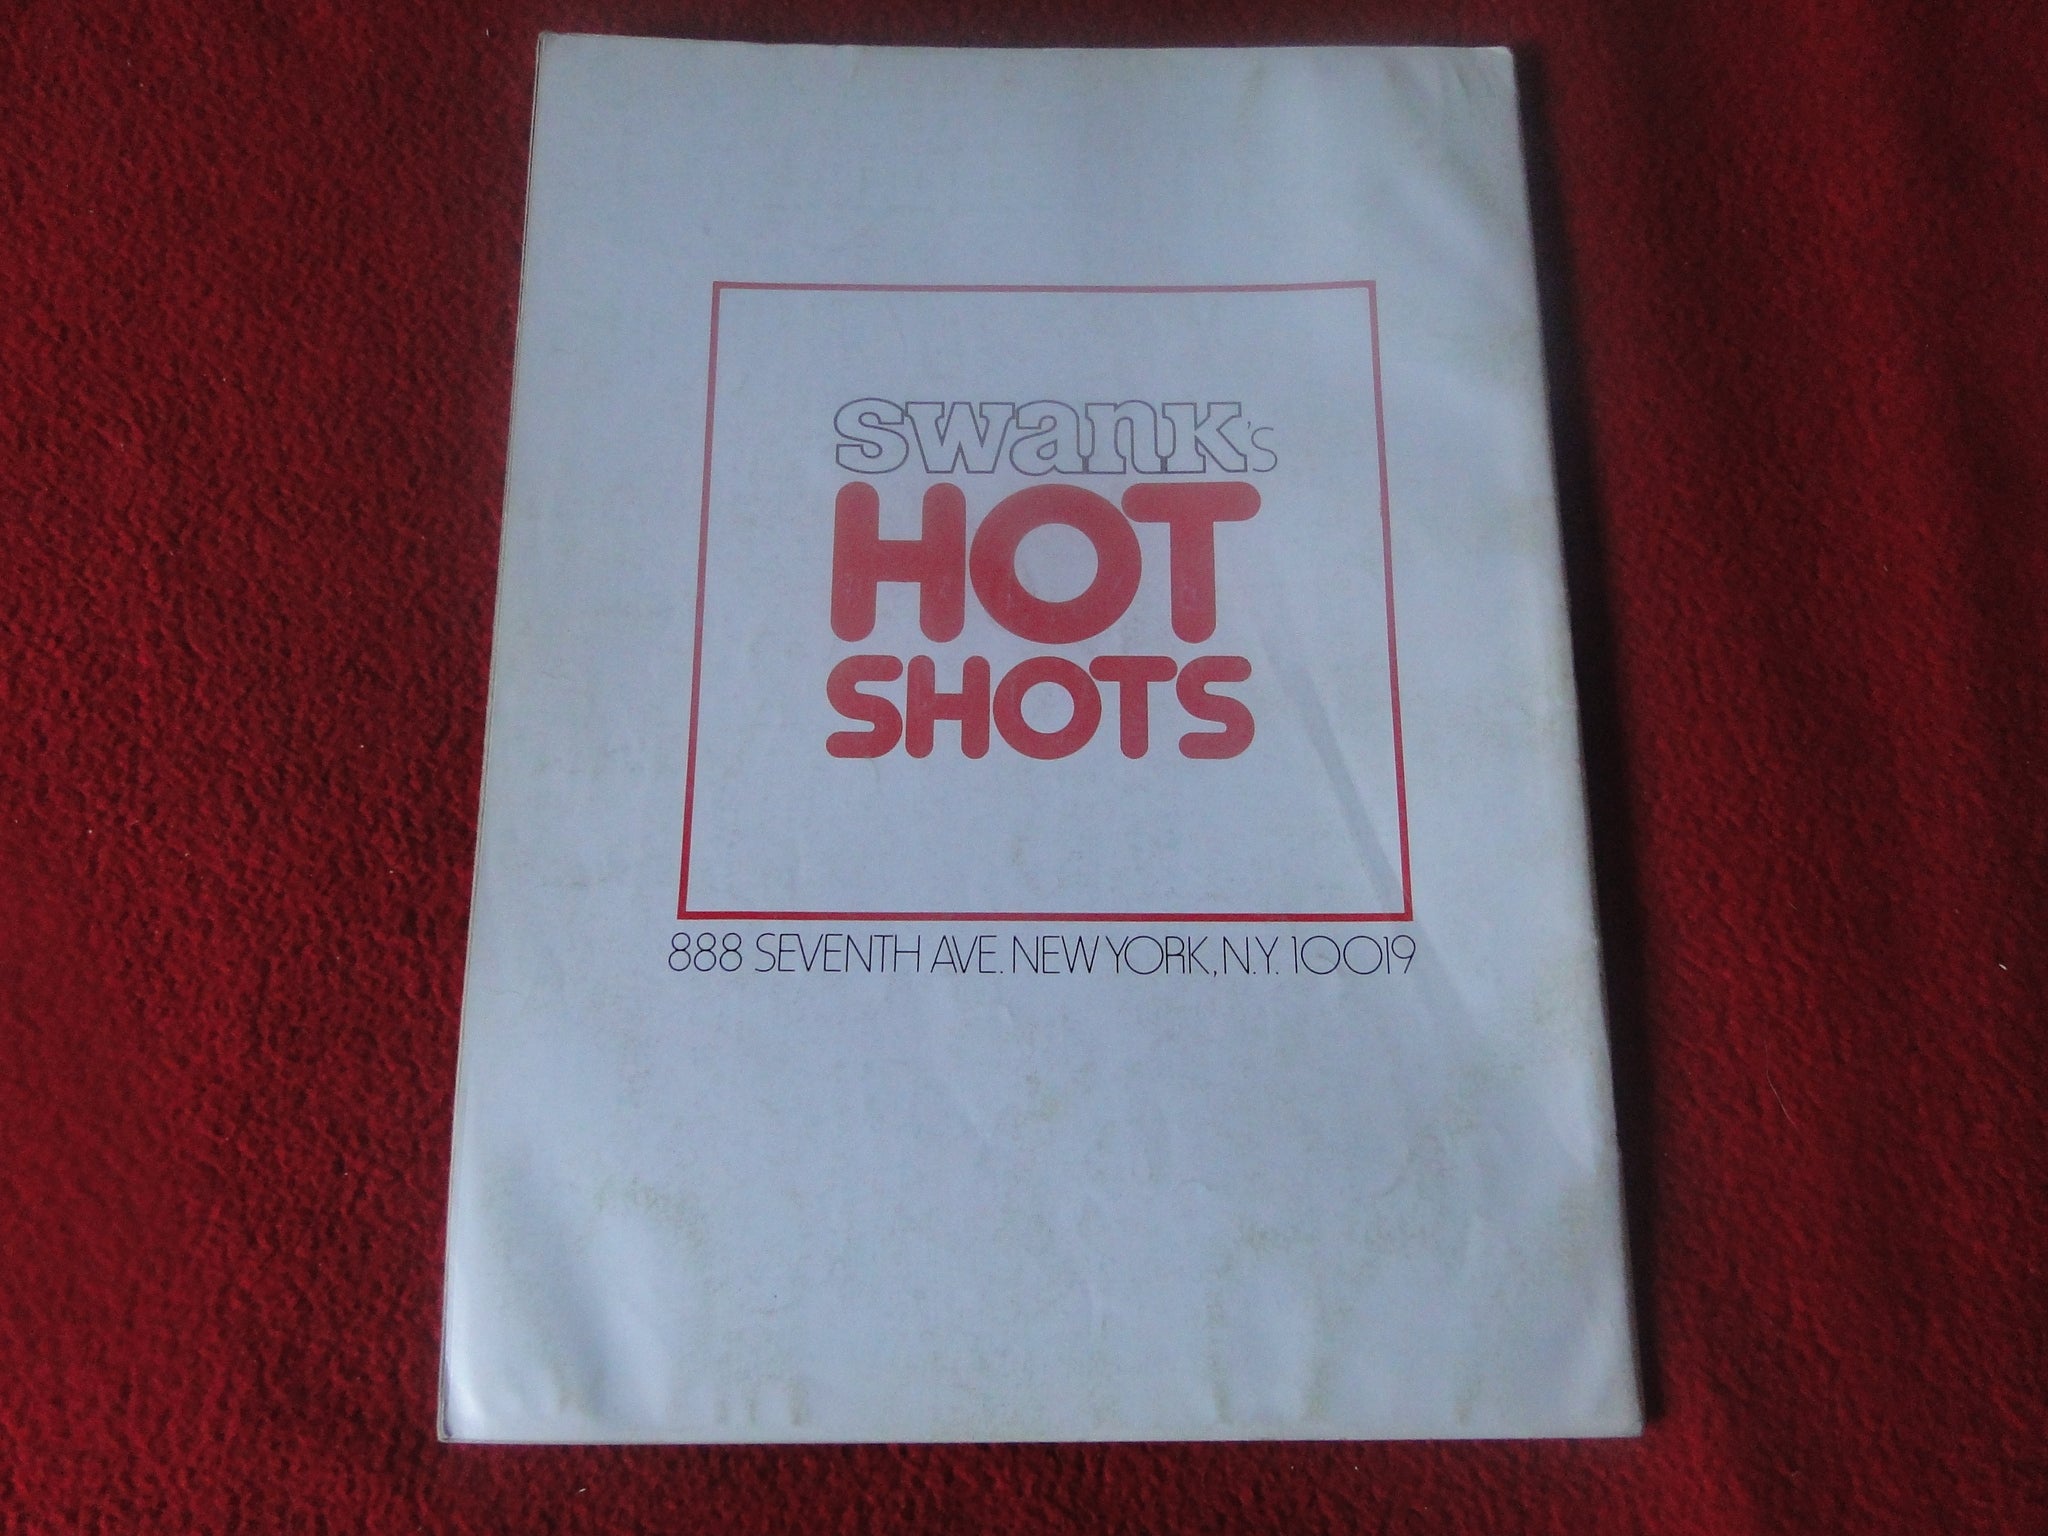 swank's
HOT
SHOTS
888 SEVENTH AVE. NEW YORK, N.Y. 10019